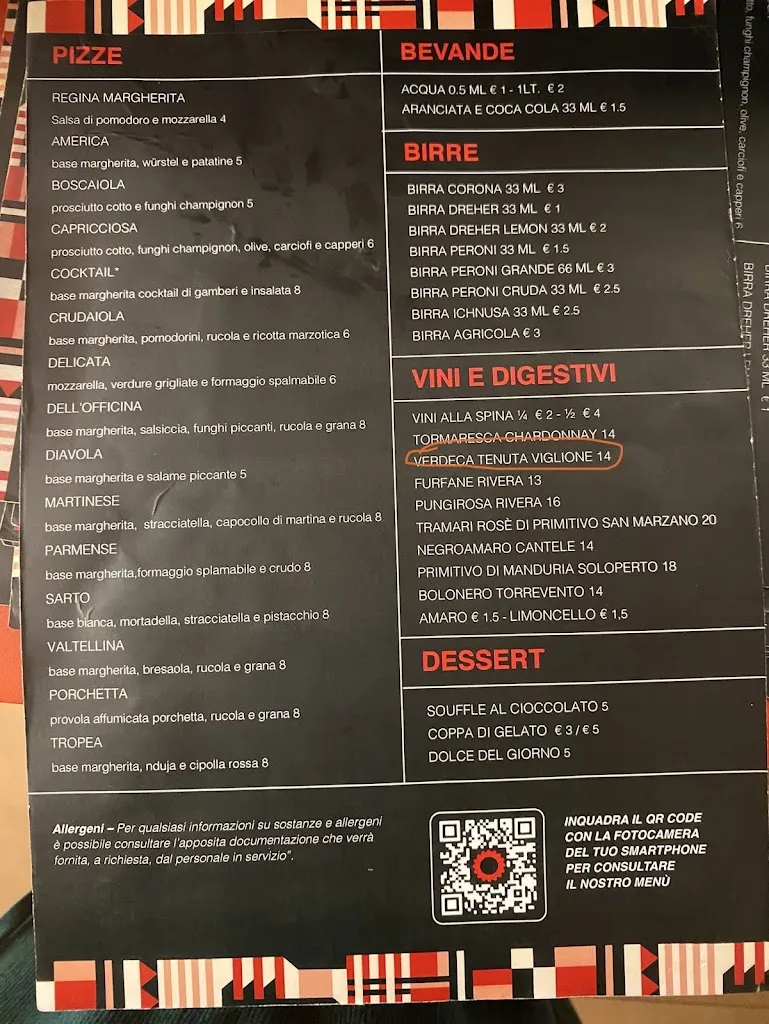 PIZZE
REGINA MARGHERITA
Salsa di pomodoro e mozzarella 4
AMERICA
base margherita, würstel e patatine 5
BOSCAIOLA
prosciutto cotto e funghi champignon 5
CAPRICCIOSA
prosciutto cotto, funghi champignon, olive, carciofi e capperi 6
COCKTAIL*
base margherita cocktail di gamberi e insalata 8
CRUDAIOLA
base margherita, pomodorini, rucola e ricotta marzotica 6
DELICATA
mozzarella, verdure grigliate e formaggio spalmabile 6
DELL'OFFICINA
base margherita, salsiccia, funghi piccanti, rucola e grana 8
DIAVOLA
base margherita e salame piccante 5
MARTINESE
base margherita, stracciatella, capocollo di martina e rucola 8
PARMENSE
base margherita,formaggio splamabile e crudo 8
SARTO
base bianca, mortadella, stracciatella e pistacchio 8
VALTELLINA
base margherita, bresaola, rucola e grana 8
PORCHETTA
provola affumicata porchetta, rucola e grana 8
TROPEA
base margherita, nduja e cipolla rossa 8
BEVANDE
ACQUA 0.5 ML € 1 - 1LT. € 2
ARANCIATA E COCA COLA 33 ML € 1.5
BIRRE
BIRRA CORONA 33 ML € 3
BIRRA DREHER 33 ML € 1
BIRRA DREHER LEMON 33 ML € 2
BIRRA PERONI 33 ML € 1.5
BIRRA PERONI GRANDE 66 ML € 3
BIRRA PERONI CRUDA 33 ML € 2.5
BIRRA ICHNUSA 33 ML € 2.5
BIRRA AGRICOLA € 3
VINI E DIGESTIVI
VINI ALLA SPINA ¼ € 2 - ½ € 4
TORMARESCA CHARDONNAY 14
VERDECA TENUTA VIGLIONE 14
FURFANE RIVERA 13
PUNGIROSA RIVERA 16
TRAMARI ROSÈ DI PRIMITIVO SAN MARZANO 20
NEGROAMARO CANTELE 14
PRIMITIVO DI MANDURIA SOLOPERTO 18
BOLONERO TORREVENTO 14
AMARO € 1.5 - LIMONCELLO € 1,5
DESSERT
SOUFFLE AL CIOCCOLATO 5
COPPA DI GELATO € 3 / € 5
DOLCE DEL GIORNO 5
Allergeni – Per qualsiasi informazioni su sostanze e allergeni
è possibile consultare l'apposita documentazione che verrà
fornita, a richiesta, dal personale in servizio".
INQUADRA IL QR CODE
CON LA FOTOCAMERA
DEL TUO SMARTPHONE
PER CONSULTARE
IL NOSTRO MENÙ
funghi champignon, olive, carciofi e capperi 6
BIRRA DREHER
33 ML € 1